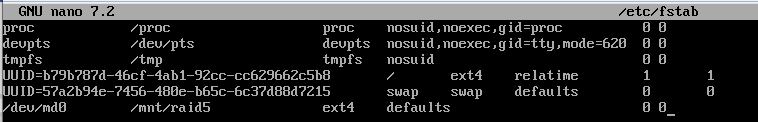 GNU nano 7.2 /etc/fstab
proc /proc proc nosuid,noexec,gid=proc 0 0
devpts /dev/pts devpts nosuid,noexec,gid=tty,mode=620 0 0
tmpfs /tmp tmpfs nosuid 0 0
UUID=b79b787d-46cf-4ab1-92cc-cc629662c5b8 / ext4 relatime 1 1
UUID=57a2b94e-7456-480e-b65c-6c37d88d7215 swap swap defaults 0 0
/dev/md0 /mnt/raid5 ext4 defaults 0 0